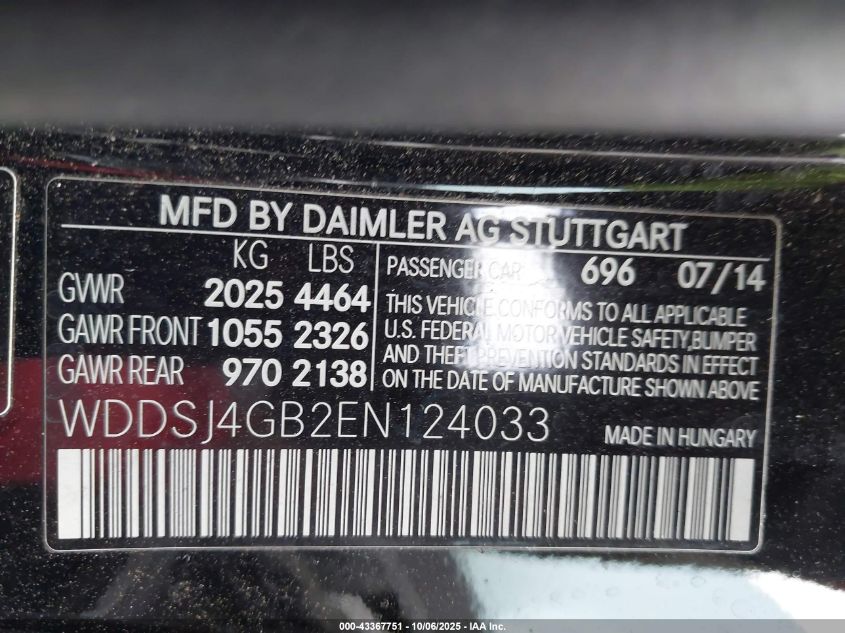 MFD BY DAIMLER AG STUTTGART
KG LBS
GVWR 2025 4464
GAWR FRONT 1055 2326
GAWR REAR 970 2138
PASSENGER CAR 696 07/14
THIS VEHICLE CONFORMS TO ALL APPLICABLE
U.S. FEDERAL MOTOR VEHICLE SAFETY,BUMPER
AND THEFT PREVENTION STANDARDS IN EFFECT
ON THE DATE OF MANUFACTURE SHOWN ABOVE
WDDSJ4GB2EN124033 MADE IN HUNGARY
000-43367751 - 10/06/2025 - IAA Inc.